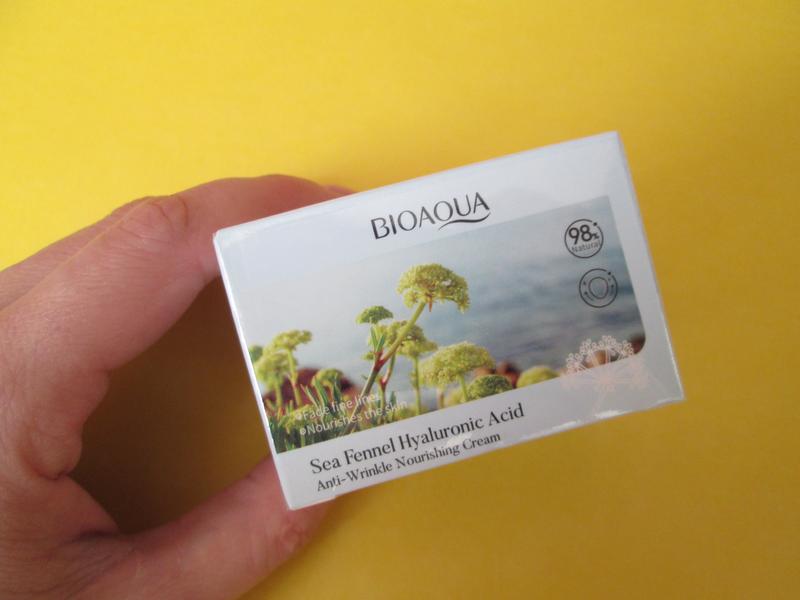 BIOAQUA
98%
Natural
Fade fine lines
Nourishes the skin
Sea Fennel Hyaluronic Acid
Anti-Wrinkle Nourishing Cream